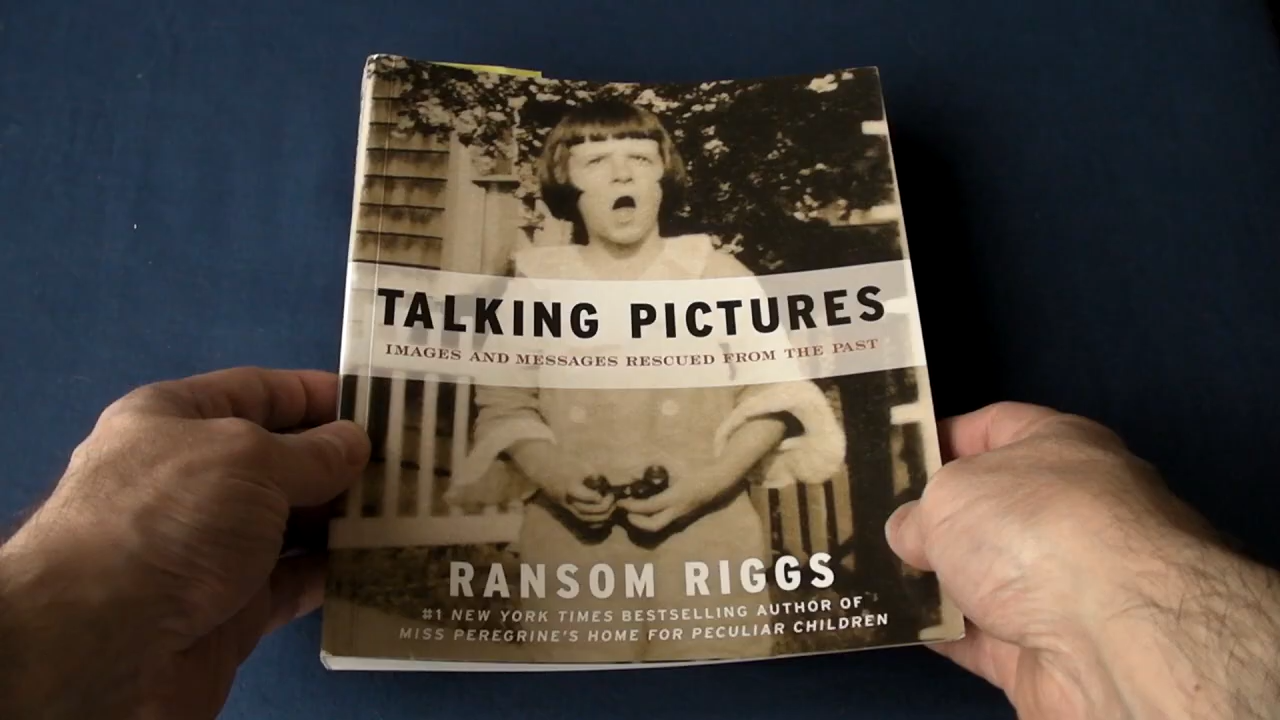 TALKING PICTURES
IMAGES AND MESSAGES RESCUED FROM THE PAST
RANSOM RIGGS
#1 NEW YORK TIMES BESTSELLING AUTHOR OF
MISS PEREGRINE'S HOME FOR PECULIAR CHILDREN